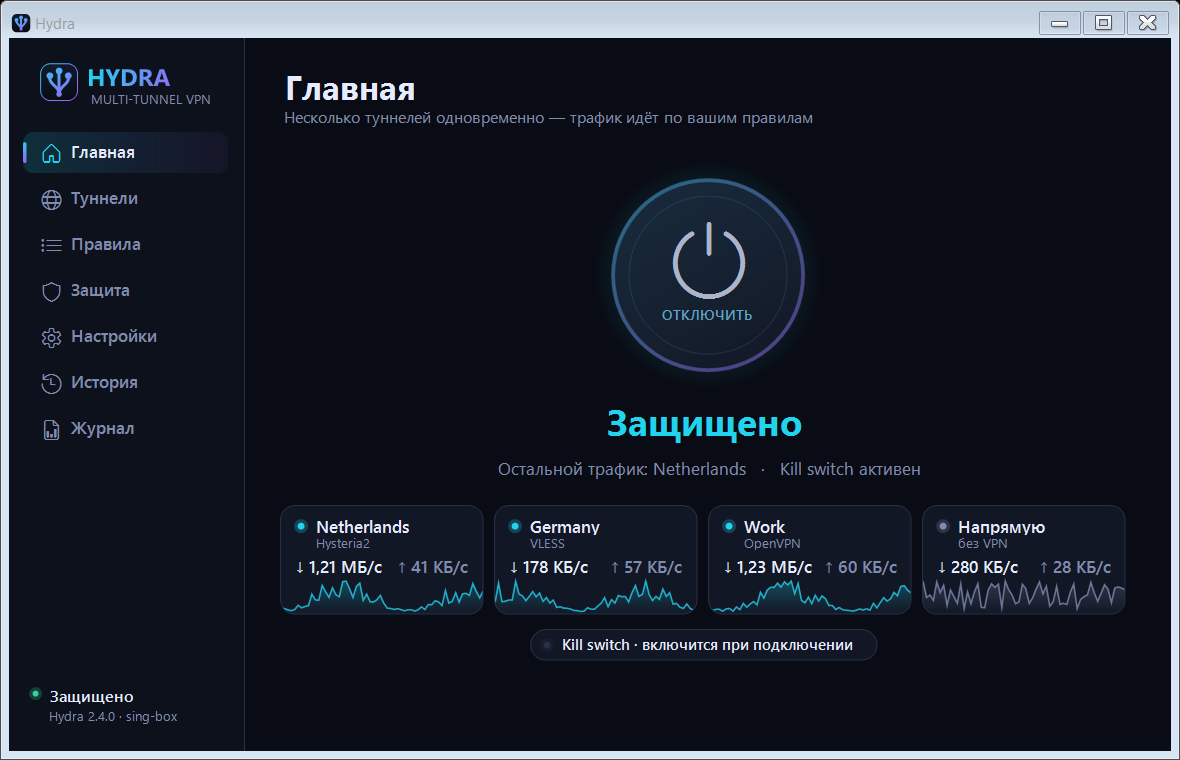 Hydra
HYDRA
MULTI-TUNNEL VPN
Главная
Туннели
Правила
Защита
Настройки
История
Журнал
Защищено
Hydra 2.4.0 · sing-box
Главная
Несколько туннелей одновременно — трафик идёт по вашим правилам
ОТКЛЮЧИТЬ
Защищено
Остальной трафик: Netherlands · Kill switch активен
Netherlands
Hysteria2
↓ 1,21 МБ/с ↑ 41 КБ/с
Germany
VLESS
↓ 178 КБ/с ↑ 57 КБ/с
Work
OpenVPN
↓ 1,23 МБ/с ↑ 60 КБ/с
Напрямую
без VPN
↓ 280 КБ/с ↑ 28 КБ/с
Kill switch · включится при подключении